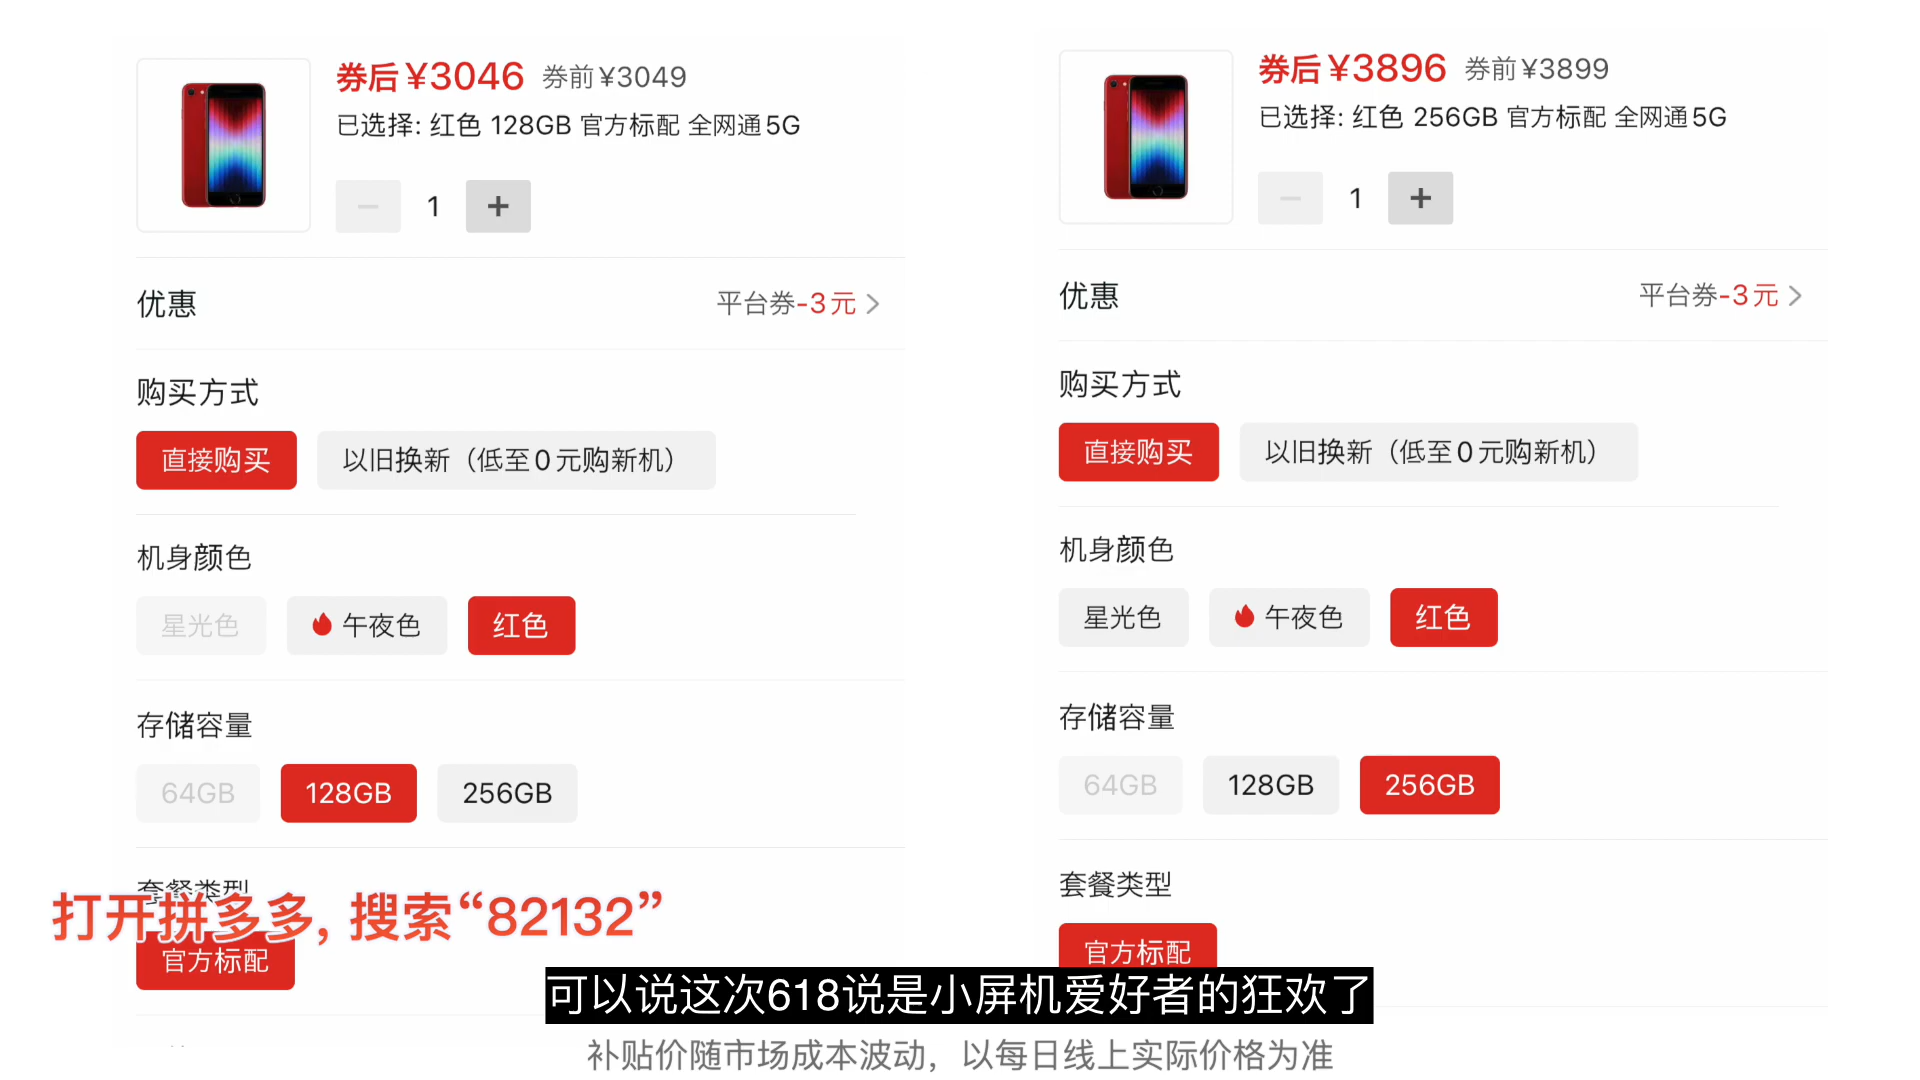 券后¥3046 券前¥3049
已选择: 红色 128GB 官方标配 全网通5G
1
优惠
平台券-3元
购买方式
直接购买
以旧换新（低至0元购新机）
机身颜色
星光色
午夜色
红色
存储容量
64GB
128GB
256GB
套餐类型
官方标配
券后¥3896 券前¥3899
已选择: 红色 256GB 官方标配 全网通5G
1
优惠
平台券-3元
购买方式
直接购买
以旧换新（低至0元购新机）
机身颜色
星光色
午夜色
红色
存储容量
64GB
128GB
256GB
套餐类型
官方标配
打开拼多多, 搜索“82132”
可以说这次618说是小屏机爱好者的狂欢了
补贴价随市场成本波动，以每日线上实际价格为准